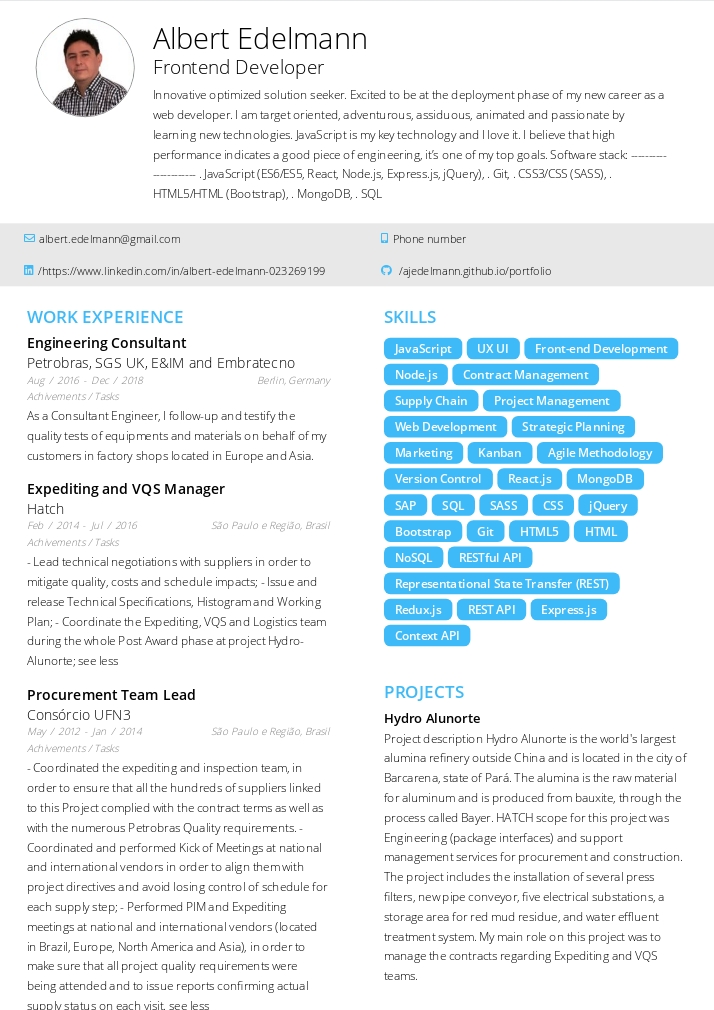 Albert Edelmann
Frontend Developer
Innovative optimized solution seeker. Excited to be at the deployment phase of my new career as a
web developer. I am target oriented, adventurous, assiduous, animated and passionate by
learning new technologies. JavaScript is my key technology and I love it. I believe that high
performance indicates a good piece of engineering, it's one of my top goals. Software stack: ----------
------------ . JavaScript (ES6/ES5, React, Node.js, Express.js, jQuery), . Git, . CSS3/CSS (SASS), .
HTML5/HTML (Bootstrap), . MongoDB, . SQL
albert.edelmann@gmail.com
Phone number
/https://www.linkedin.com/in/albert-edelmann-023269199
/ajedelmann.github.io/portfolio
WORK EXPERIENCE
Engineering Consultant
Petrobras, SGS UK, E&IM and Embratecno
Aug / 2016 - Dec / 2018 Berlin, Germany
Achivements / Tasks
As a Consultant Engineer, I follow-up and testify the
quality tests of equipments and materials on behalf of my
customers in factory shops located in Europe and Asia.
Expediting and VQS Manager
Hatch
Feb / 2014 - Jul / 2016 São Paulo e Região, Brasil
Achivements / Tasks
- Lead technical negotiations with suppliers in order to
mitigate quality, costs and schedule impacts; - Issue and
release Technical Specifications, Histogram and Working
Plan; - Coordinate the Expediting, VQS and Logistics team
during the whole Post Award phase at project Hydro-
Alunorte; see less
Procurement Team Lead
Consórcio UFN3
May / 2012 - Jan / 2014 São Paulo e Região, Brasil
Achivements / Tasks
- Coordinated the expediting and inspection team, in
order to ensure that all the hundreds of suppliers linked
to this Project complied with the contract terms as well as
with the numerous Petrobras Quality requirements. -
Coordinated and performed Kick of Meetings at national
and international vendors in order to align them with
project directives and avoid losing control of schedule for
each supply step; - Performed PIM and Expediting
meetings at national and international vendors (located
in Brazil, Europe, North America and Asia), in order to
make sure that all project quality requirements were
being attended and to issue reports confirming actual
supply status on each visit. see less
SKILLS
JavaScript UX UI Front-end Development
Node.js Contract Management
Supply Chain Project Management
Web Development Strategic Planning
Marketing Kanban Agile Methodology
Version Control React.js MongoDB
SAP SQL SASS CSS jQuery
Bootstrap Git HTML5 HTML
NoSQL RESTful API
Representational State Transfer (REST)
Redux.js REST API Express.js
Context API
PROJECTS
Hydro Alunorte
Project description Hydro Alunorte is the world's largest
alumina refinery outside China and is located in the city of
Barcarena, state of Pará. The alumina is the raw material
for aluminum and is produced from bauxite, through the
process called Bayer. HATCH scope for this project was
Engineering (package interfaces) and support
management services for procurement and construction.
The project includes the installation of several press
filters, new pipe conveyor, five electrical substations, a
storage area for red mud residue, and water effluent
treatment system. My main role on this project was to
manage the contracts regarding Expediting and VQS
teams.